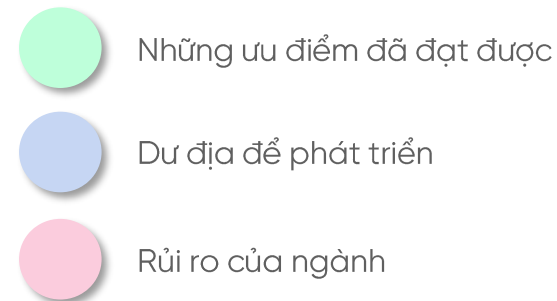 Những ưu điểm đã đạt được
Dư địa để phát triển
Rủi ro của ngành